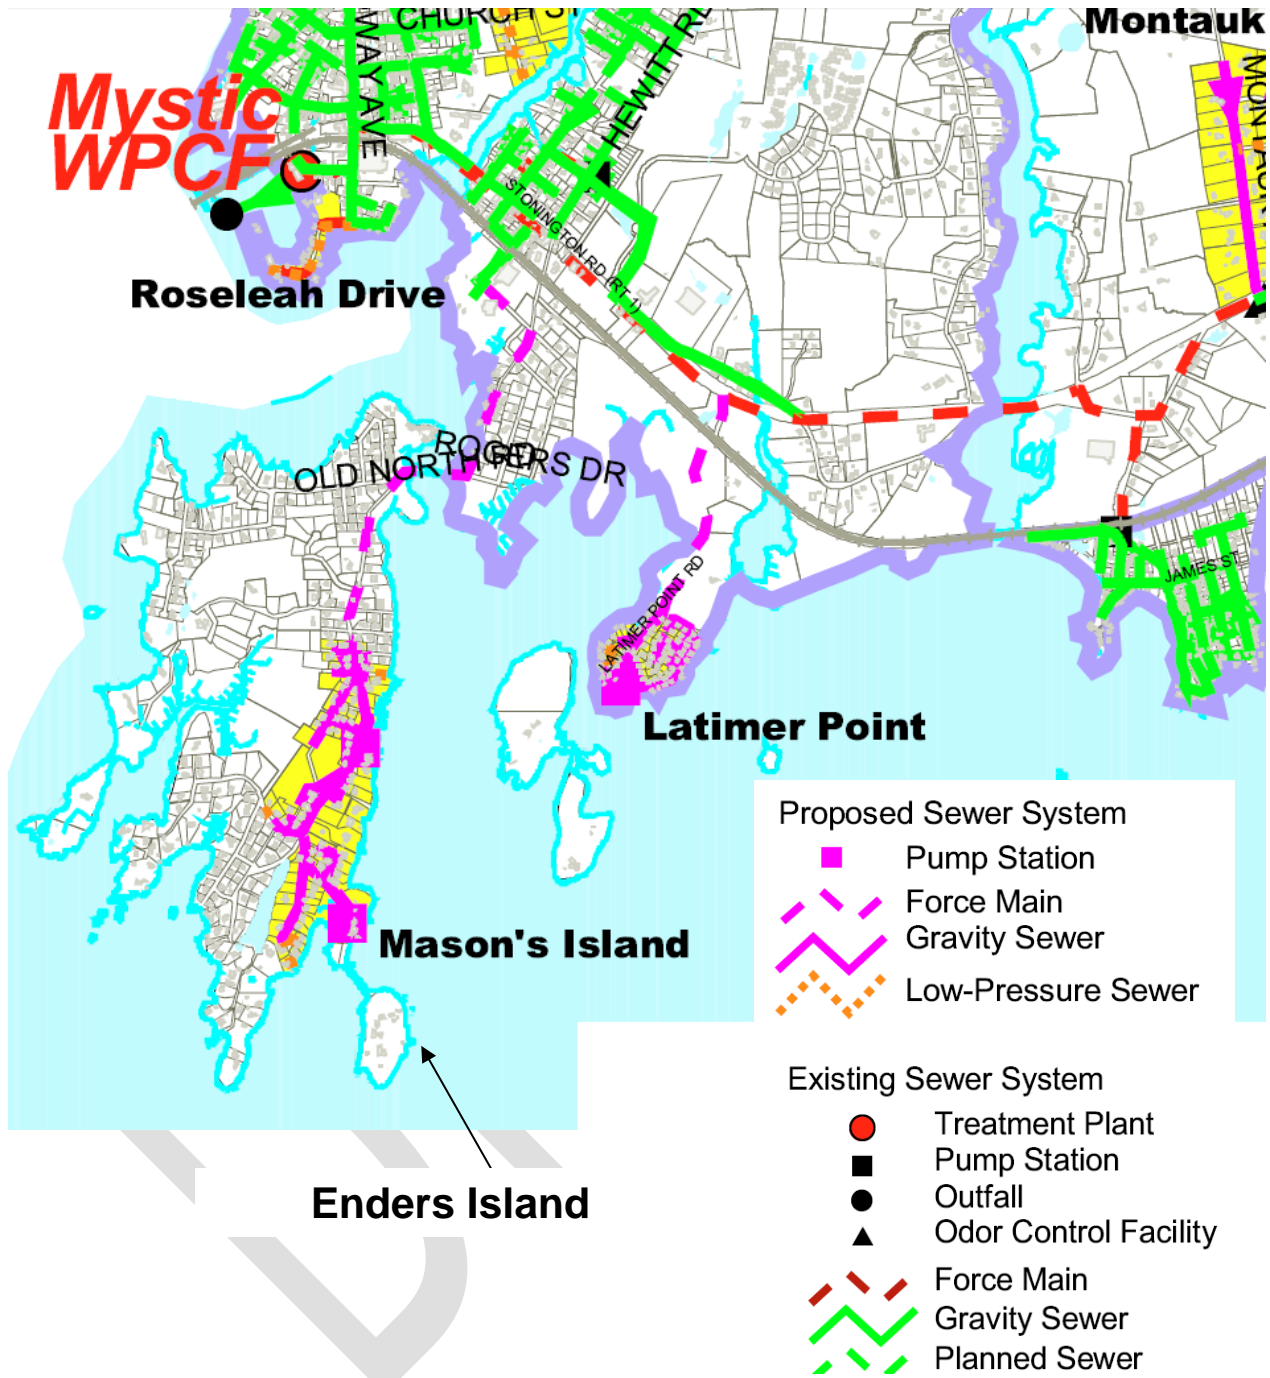 CHURCH ST
WAY AVE
HEWITT RD
Montauk
Mystic
WPCF
STONINGTON RD (RT 1)
Roseleah Drive
ROGERS DR
OLD NORTH RD
JAMES ST
LATIMER POINT RD
Latimer Point
Mason's Island
Proposed Sewer System
Pump Station
Force Main
Gravity Sewer
Low-Pressure Sewer
Enders Island
Existing Sewer System
Treatment Plant
Pump Station
Outfall
Odor Control Facility
Force Main
Gravity Sewer
Planned Sewer